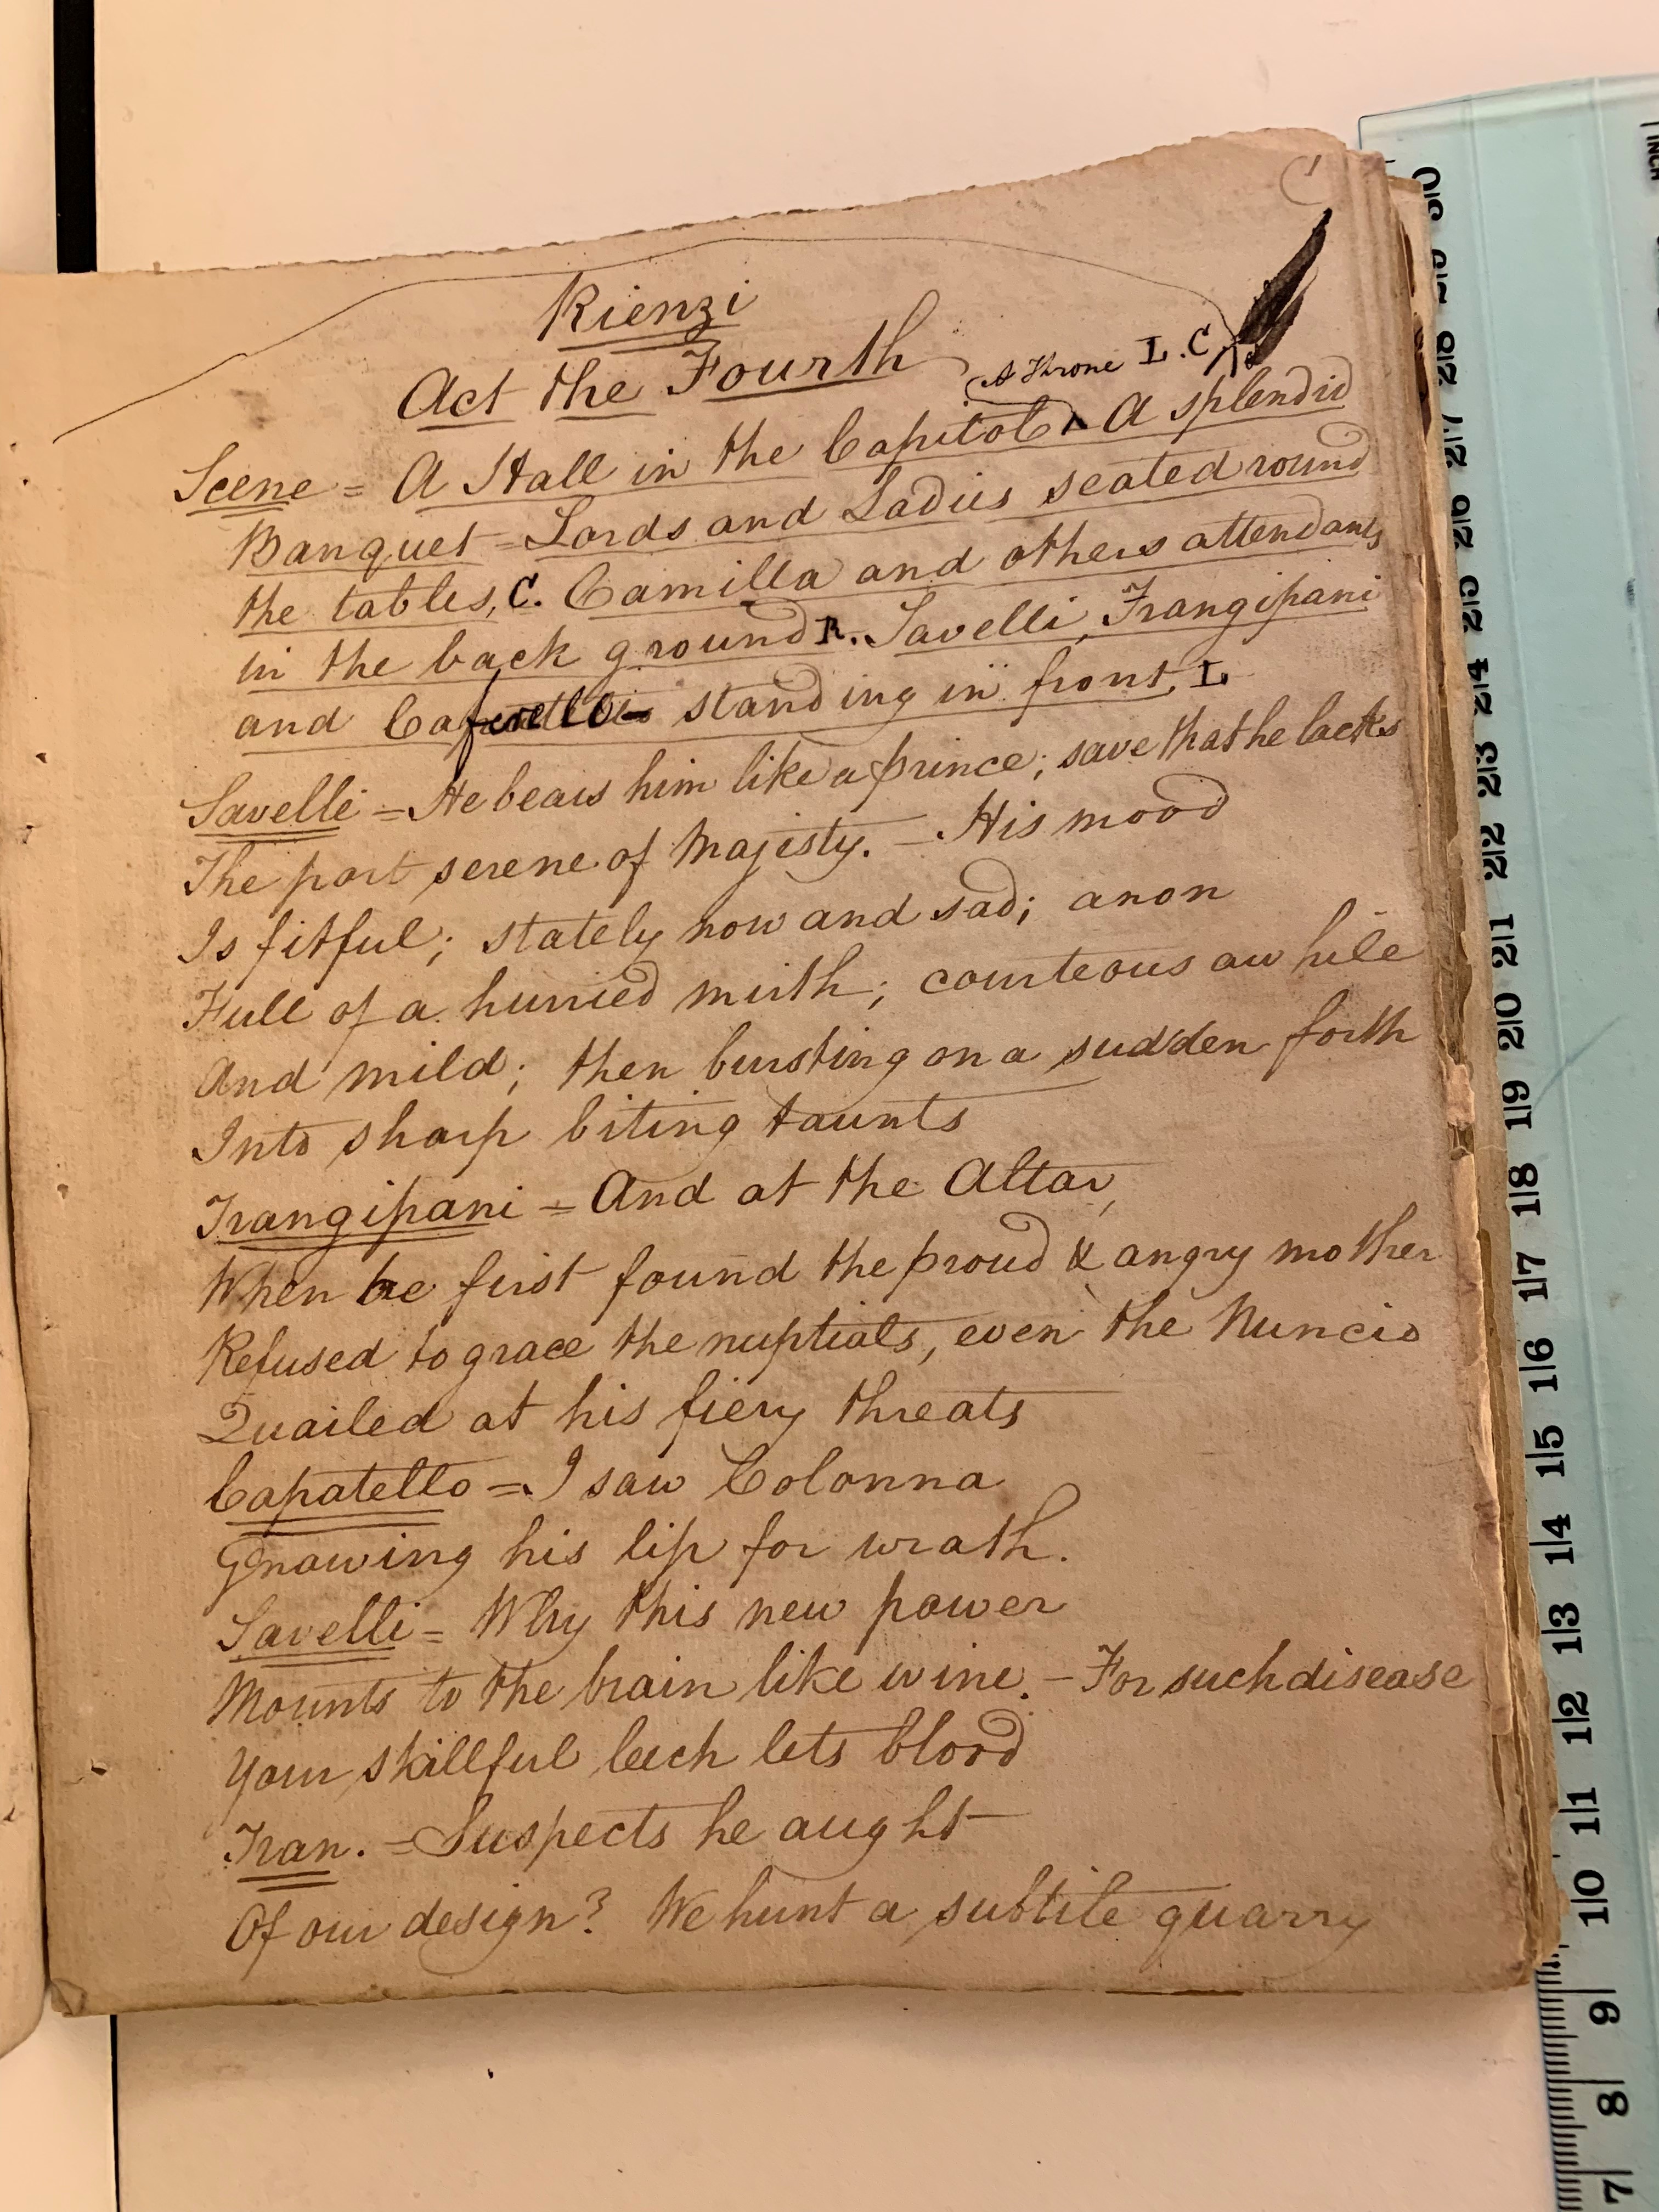 Rienzi
Act the Fourth
A Throne L.C.
Scene = A Hall in the Capitol A splendid
Banquet = Lords and Ladies seated round
the tables, C. Camilla and others attendants
in the back ground R. Savelli, Frangipani
and standing in front, L
Savelli = He bears him like a prince; save that he lacks
The port serene of Majesty. - His mood
Is fitful; stately now and sad; anon
Full of a hurried mirth; courteous awhile
And mild; then bursting on a sudden forth
Into sharp biting taunts
Frangipani = And at the Altar,
When he first found the proud & angry mother
Refused to grace the nuptials, even the Nuncio
Quailed at his fiery threats
Capatello = I saw Colonna
Gnawing his lip for wrath.
Savelli = Why this new power
Mounts to the brain like wine. - For such disease
Your skillful leech lets blood
Fran. = Suspects he aught
Of our design? We hunt a subtile quarry
INCH
30 29 28 27 26 25 24 23 22 21 20 19 18 17 16 15 14 13 12 11 10 9 8 7